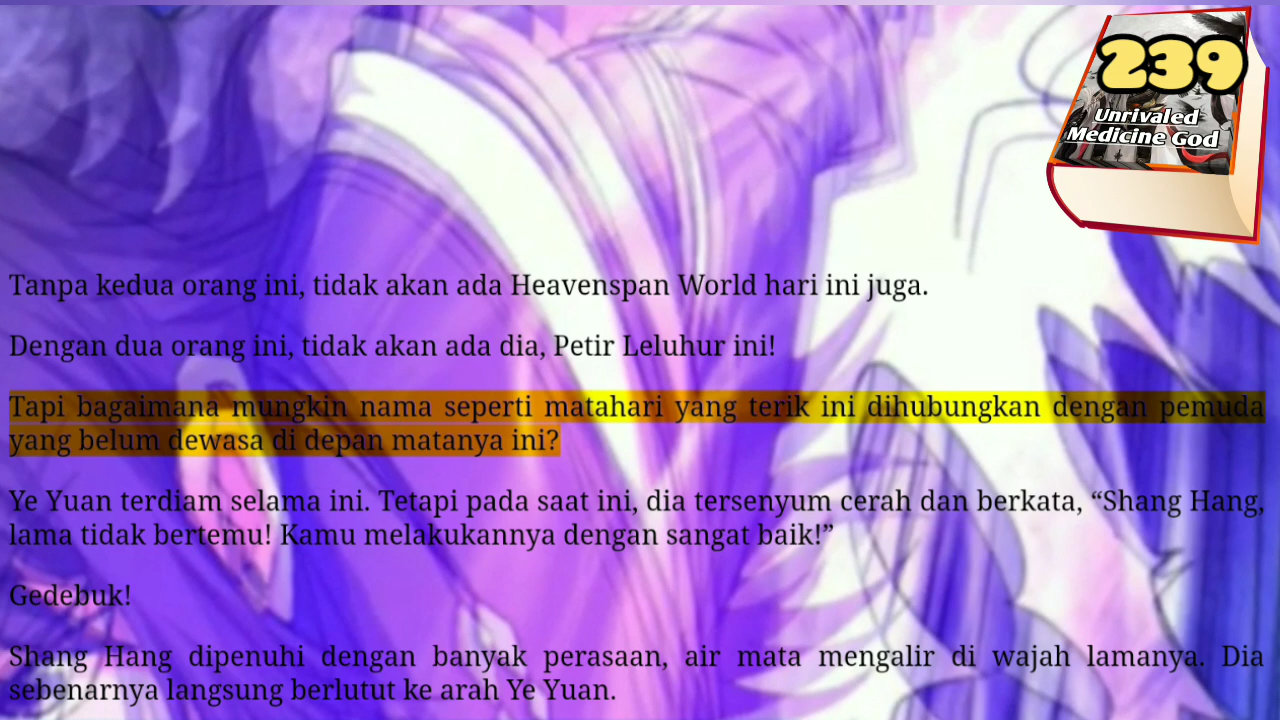 239
Unrivaled
Medicine God
Tanpa kedua orang ini, tidak akan ada Heavenspan World hari ini juga.
Dengan dua orang ini, tidak akan ada dia, Petir Leluhur ini!
Tapi bagaimana mungkin nama seperti matahari yang terik ini dihubungkan dengan pemuda
yang belum dewasa di depan matanya ini?
Ye Yuan terdiam selama ini. Tetapi pada saat ini, dia tersenyum cerah dan berkata, “Shang Hang,
lama tidak bertemu! Kamu melakukannya dengan sangat baik!”
Gedebuk!
Shang Hang dipenuhi dengan banyak perasaan, air mata mengalir di wajah lamanya. Dia
sebenarnya langsung berlutut ke arah Ye Yuan.